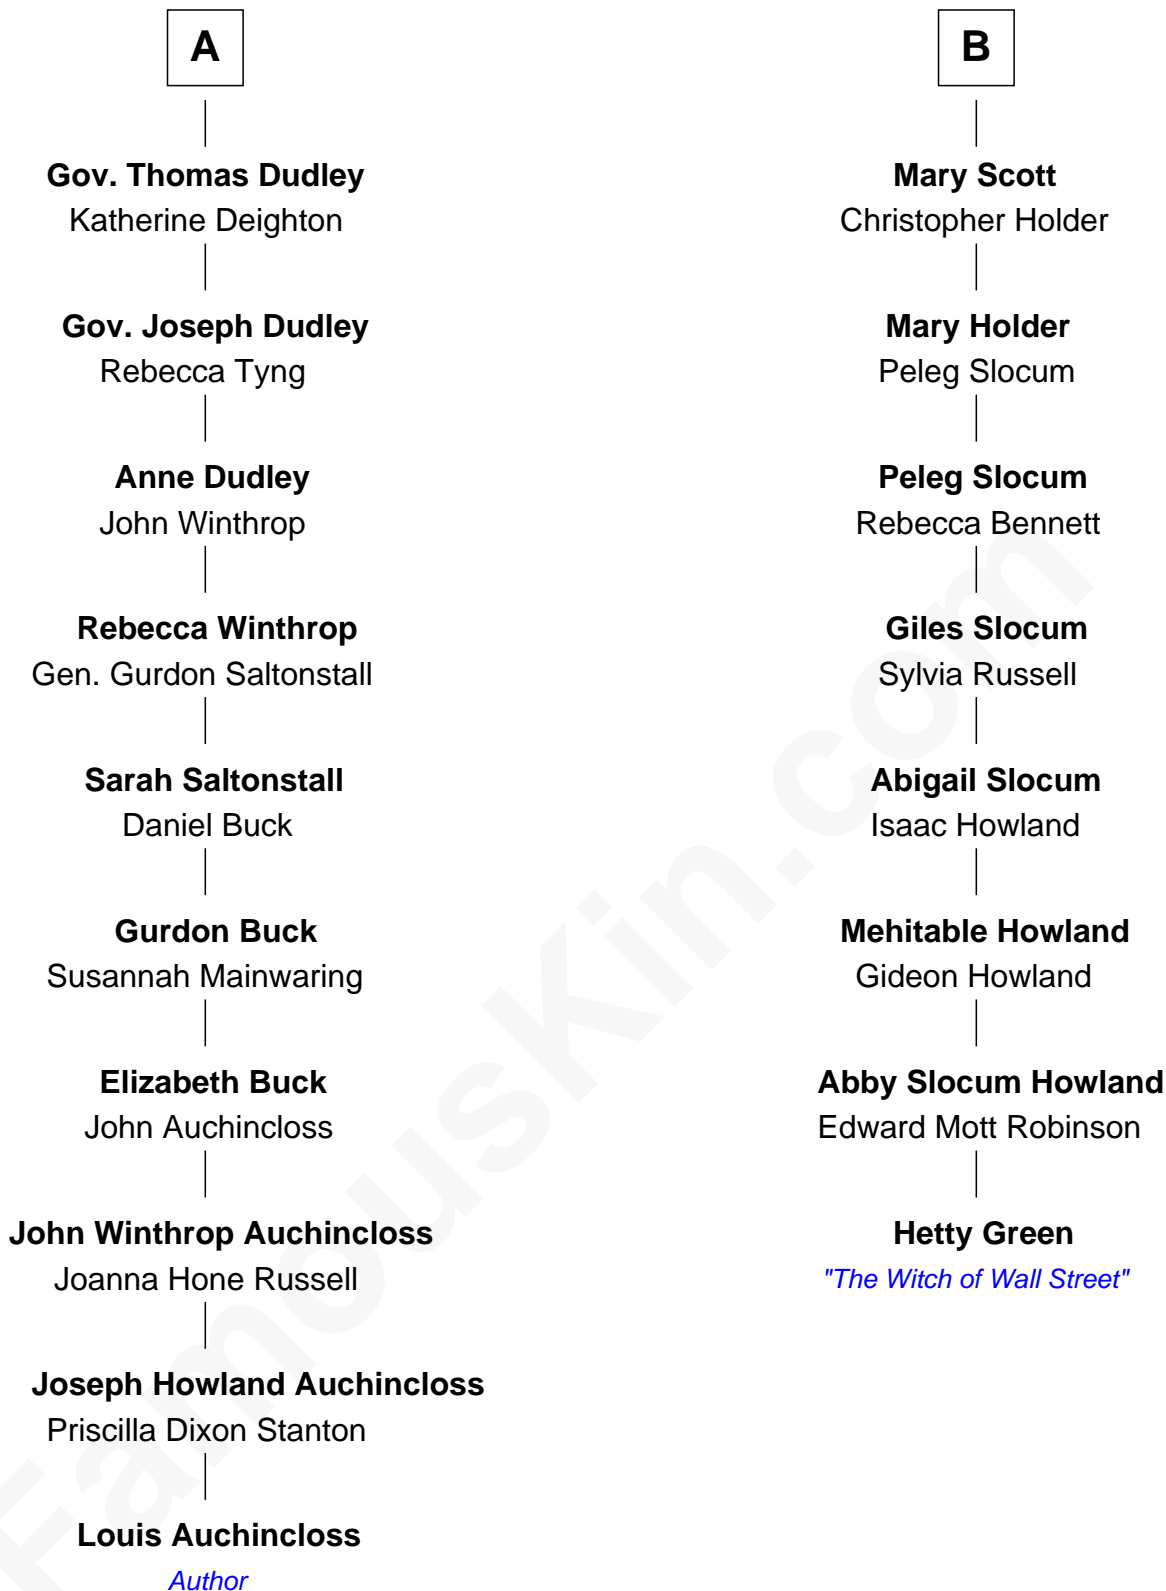 A
Gov. Thomas Dudley
Katherine Deighton
Gov. Joseph Dudley
Rebecca Tyng
Anne Dudley
John Winthrop
Rebecca Winthrop
Gen. Gurdon Saltonstall
Sarah Saltonstall
Daniel Buck
Gurdon Buck
Susannah Mainwaring
Elizabeth Buck
John Auchincloss
John Winthrop Auchincloss
Joanna Hone Russell
Joseph Howland Auchincloss
Priscilla Dixon Stanton
Louis Auchincloss
Author
B
Mary Scott
Christopher Holder
Mary Holder
Peleg Slocum
Peleg Slocum
Rebecca Bennett
Giles Slocum
Sylvia Russell
Abigail Slocum
Isaac Howland
Mehitable Howland
Gideon Howland
Abby Slocum Howland
Edward Mott Robinson
Hetty Green
"The Witch of Wall Street"
FamousKin.com